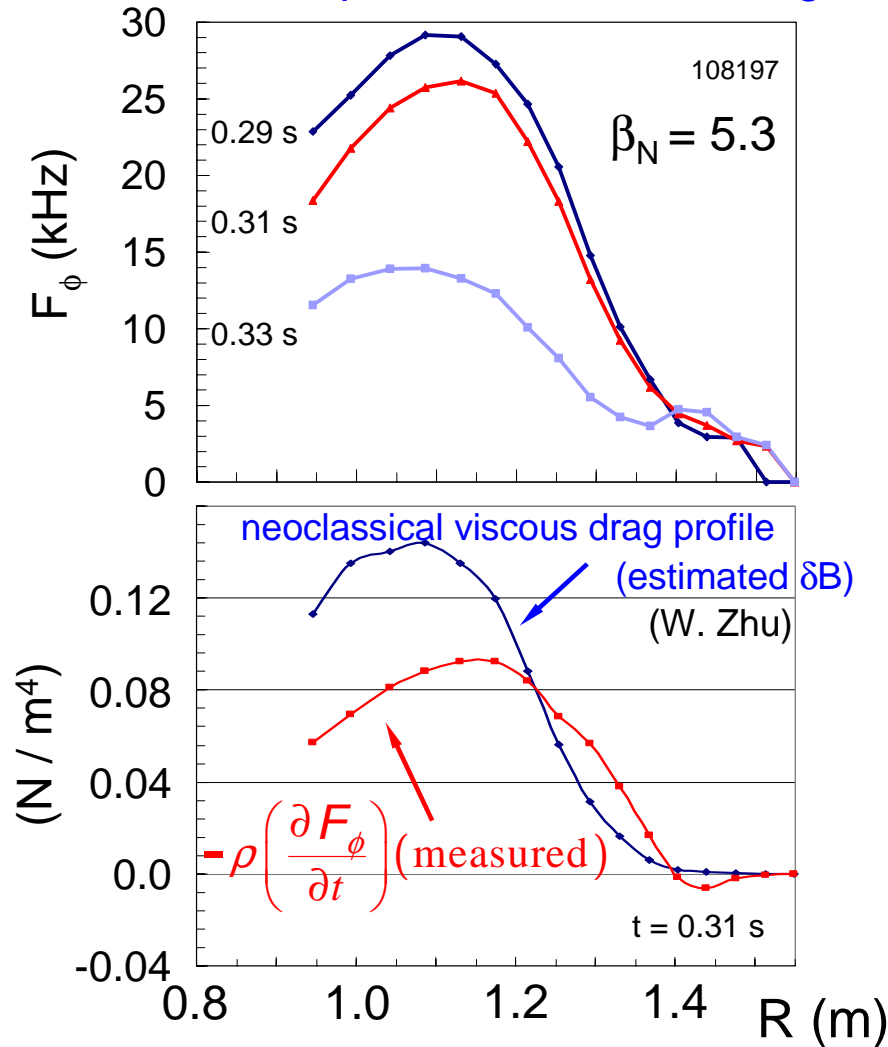 30
25
20
15
10
5
0
F_ϕ (kHz)
108197
β_N = 5.3
0.29 s
0.31 s
0.33 s
neoclassical viscous drag profile
(estimated δB)
(W. Zhu)
0.12
0.08
0.04
0.0
-0.04
(N / m⁴)
- ρ(∂F_ϕ/∂t) (measured)
t = 0.31 s
0.8 1.0 1.2 1.4 R (m)